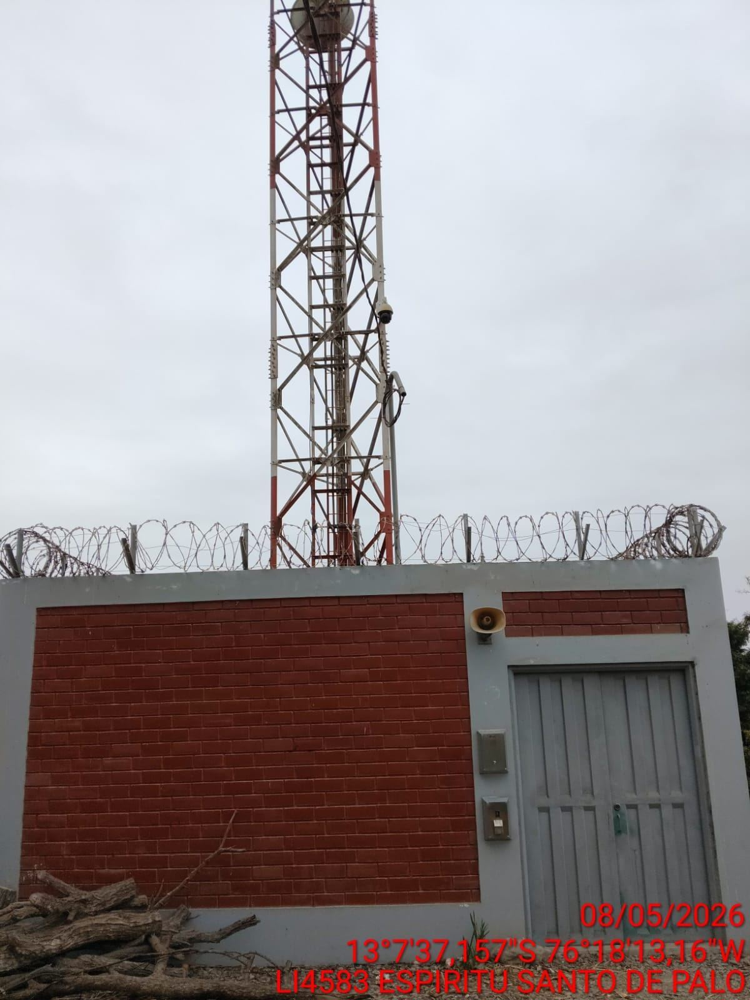 08/05/2026
13°7'37,157"S 76°18'13,16"W
LI4583 ESPIRITU SANTO DE PALO